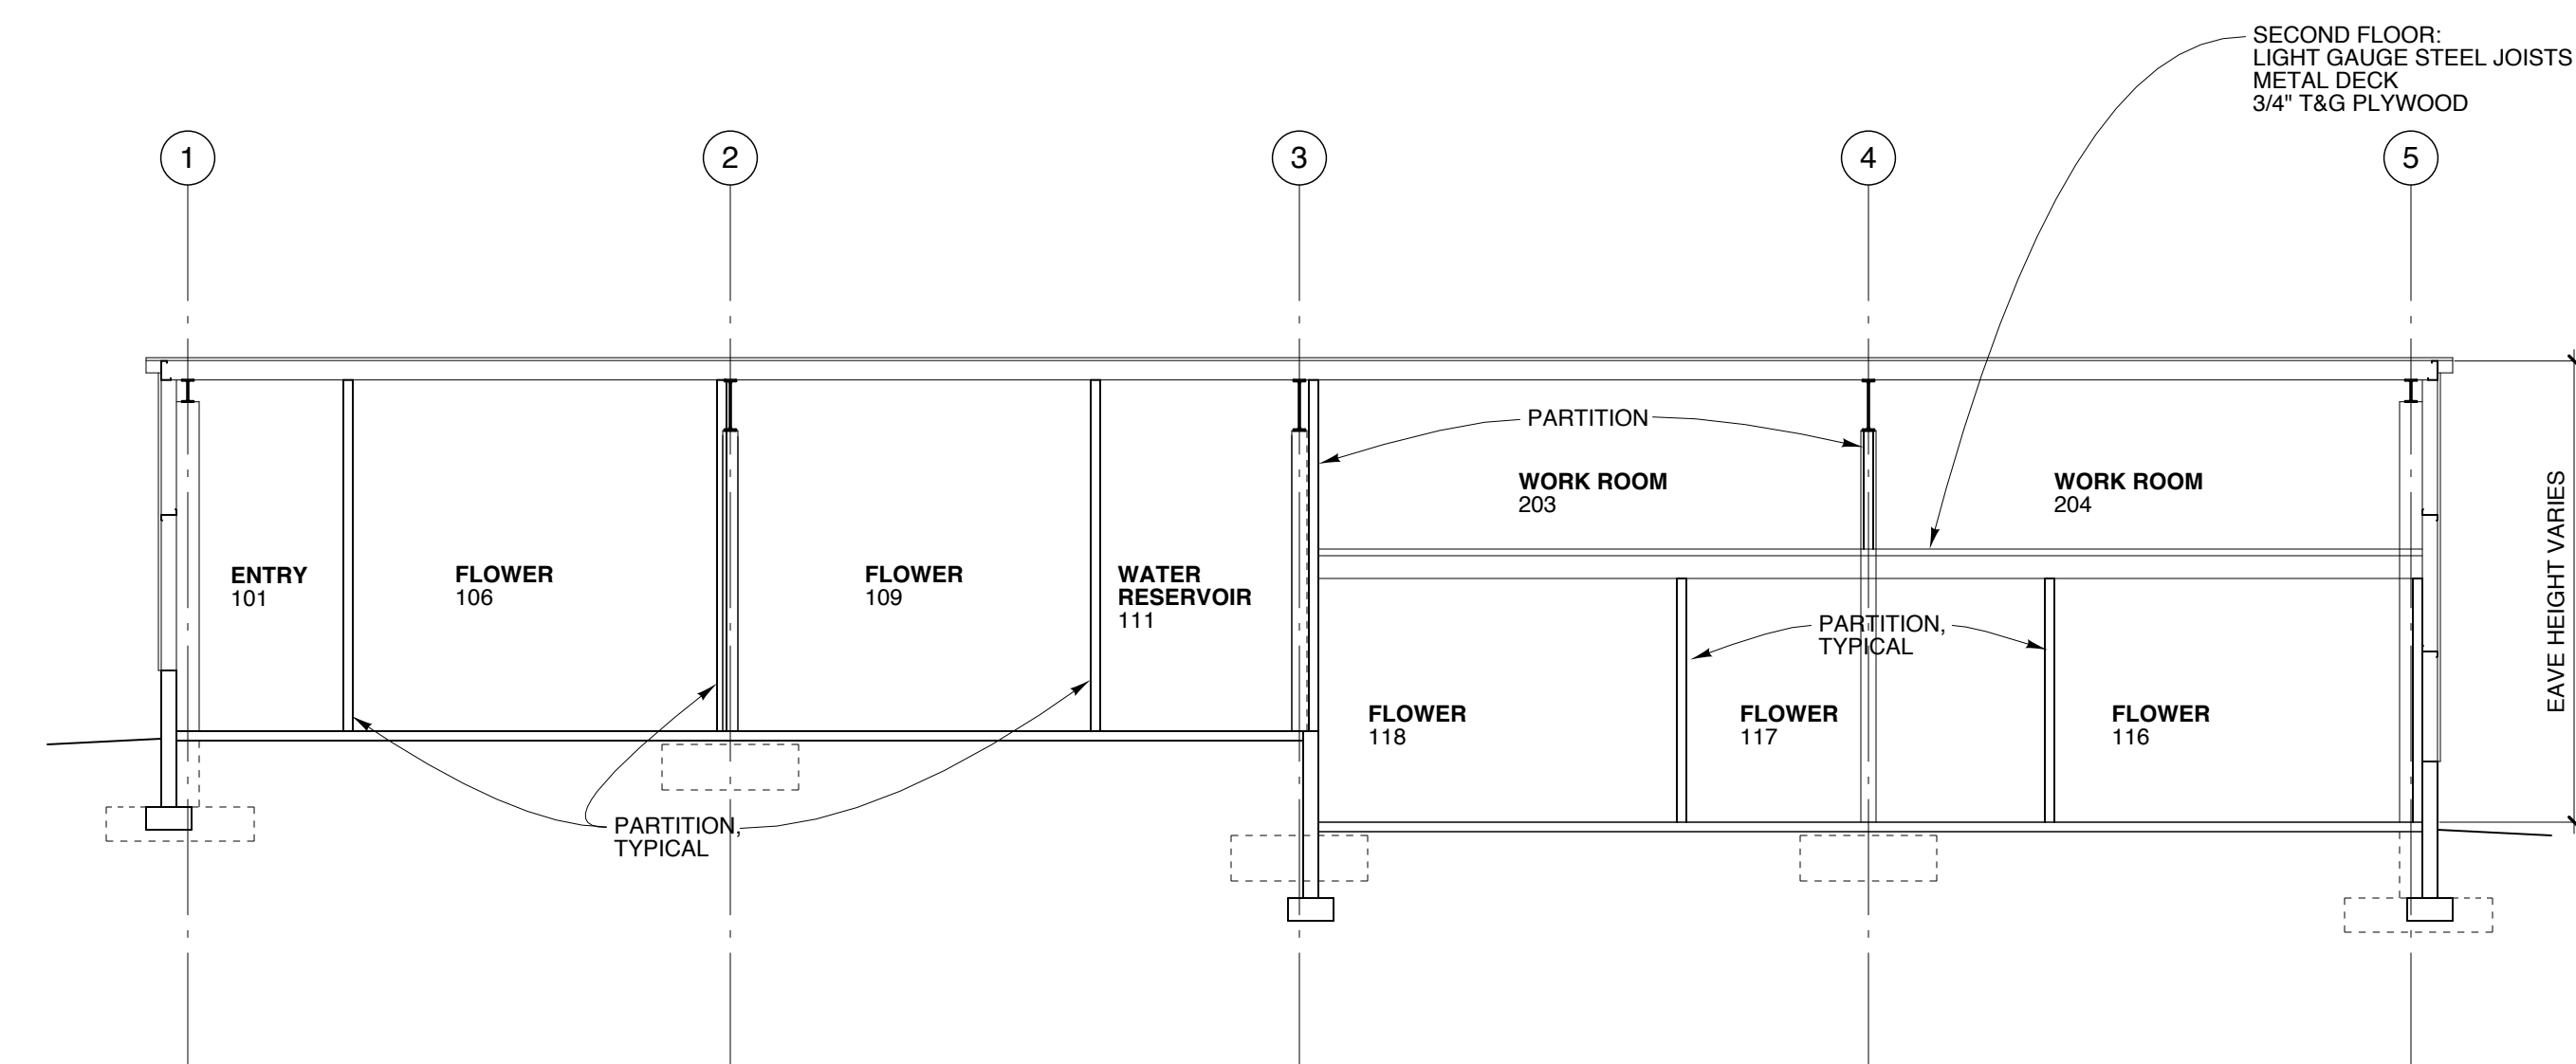 SECOND FLOOR:
LIGHT GAUGE STEEL JOISTS
METAL DECK
3/4" T&G PLYWOOD
1
2
3
4
5
PARTITION
WORK ROOM
203
WORK ROOM
204
EAVE HEIGHT VARIES
ENTRY
101
FLOWER
106
FLOWER
109
WATER
RESERVOIR
111
PARTITION,
TYPICAL
FLOWER
118
FLOWER
117
FLOWER
116
PARTITION,
TYPICAL